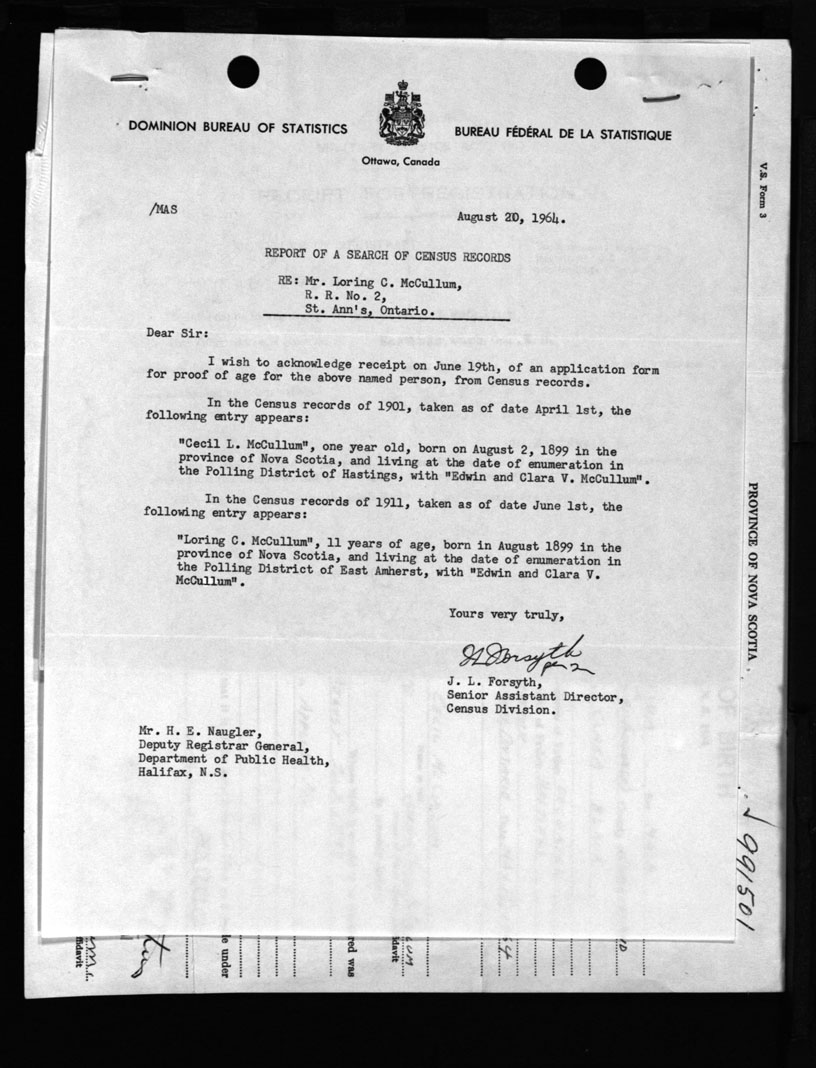 DOMINION BUREAU OF STATISTICS
BUREAU FÉDÉRAL DE LA STATISTIQUE
Ottawa, Canada
/MAS
August 20, 1964.
REPORT OF A SEARCH OF CENSUS RECORDS
RE: Mr. Loring C. McCullum,
R. R. No. 2,
St. Ann's, Ontario.
Dear Sir:
I wish to acknowledge receipt on June 19th, of an application form
for proof of age for the above named person, from Census records.
In the Census records of 1901, taken as of date April 1st, the
following entry appears:
"Cecil L. McCullum", one year old, born on August 2, 1899 in the
province of Nova Scotia, and living at the date of enumeration in
the Polling District of Hastings, with "Edwin and Clara V. McCullum".
In the Census records of 1911, taken as of date June 1st, the
following entry appears:
"Loring C. McCullum", 11 years of age, born in August 1899 in the
province of Nova Scotia, and living at the date of enumeration in
the Polling District of East Amherst, with "Edwin and Clara V.
McCullum".
Yours very truly,
J L Forsyth
per
J. L. Forsyth,
Senior Assistant Director,
Census Division.
Mr. H. E. Naugler,
Deputy Registrar General,
Department of Public Health,
Halifax, N.S.
V.S. Form 3
PROVINCE OF NOVA SCOTIA
991501
ffidavit
le under
red was
davit